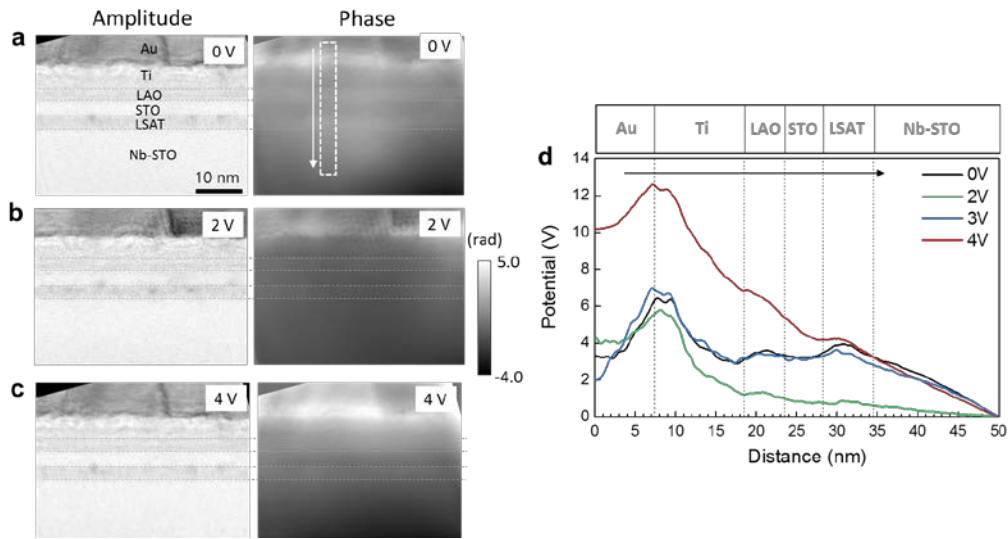 Amplitude Phase
a
0 V
0 V
Au
Ti
LAO
STO
LSAT
Nb-STO
10 nm
b
2 V
2 V
(rad)
5.0
-4.0
c
4 V
4 V
Au Ti LAO STO LSAT Nb-STO
d
14
12
10
8
6
4
2
0
Potential (V)
0V
2V
3V
4V
0 5 10 15 20 25 30 35 40 45 50
Distance (nm)